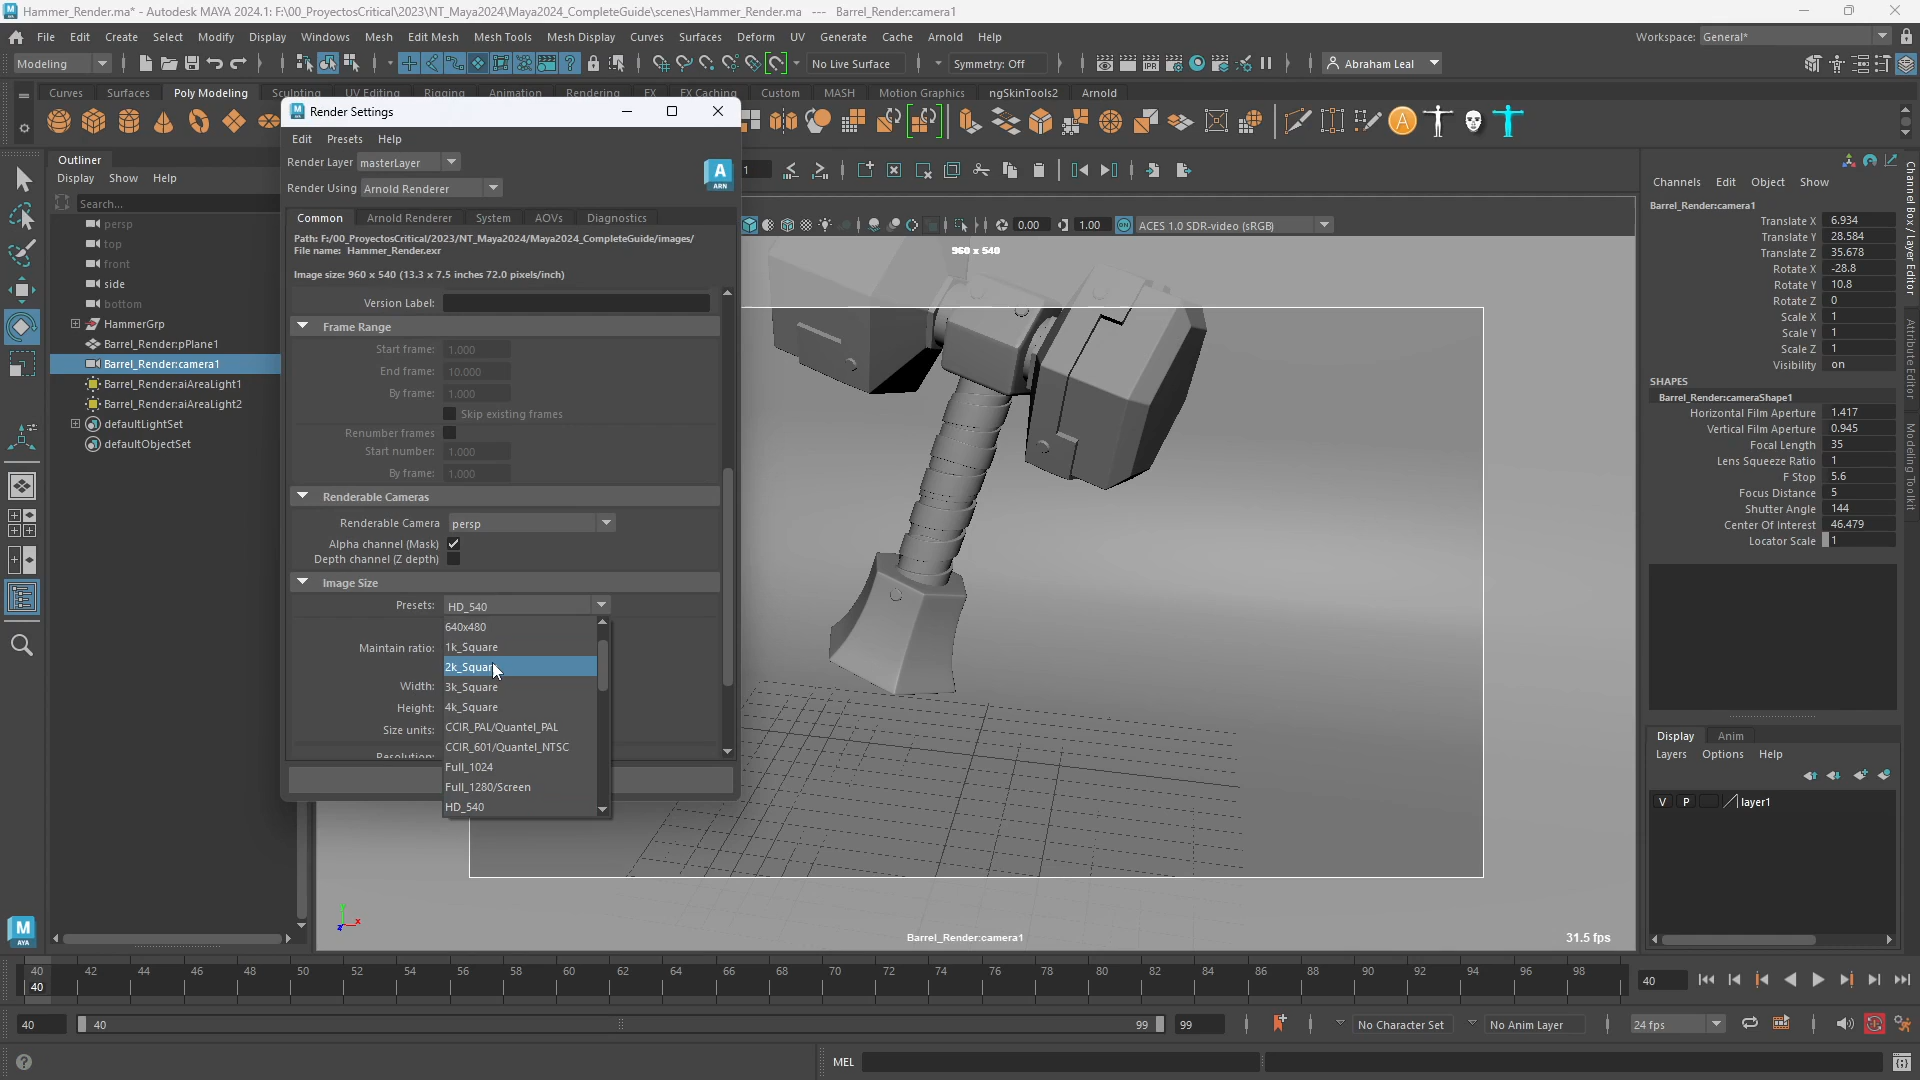 Hammer_Render.ma* - Autodesk MAYA 2024.1: F:\00_ProyectosCritical\2023\NT_Maya2024\Maya2024_CompleteGuide\scenes\Hammer_Render.ma --- Barrel_Render:camera1
File Edit Create Select Modify Display Windows Mesh Edit Mesh Mesh Tools Mesh Display Curves Surfaces Deform UV Generate Cache Arnold Help
Workspace: General*
Modeling No Live Surface Symmetry: Off Abraham Leal
Curves Surfaces Poly Modeling Sculpting UV Editing Rigging Animation Rendering FX FX Caching Custom MASH Motion Graphics ngSkinTools2 Arnold
Outliner
Display Show Help
Search...
persp
top
front
side
bottom
HammerGrp
Barrel_Render:pPlane1
Barrel_Render:camera1
Barrel_Render:aiAreaLight1
Barrel_Render:aiAreaLight2
defaultLightSet
defaultObjectSet
Render Settings
Edit Presets Help
Render Layer masterLayer
Render Using Arnold Renderer
Common Arnold Renderer System AOVs Diagnostics
Path: F:/00_ProyectosCritical/2023/NT_Maya2024/Maya2024_CompleteGuide/images/
File name: Hammer_Render.exr
Image size: 960 x 540 (13.3 x 7.5 inches 72.0 pixels/inch)
Version Label:
Frame Range
Start frame: 1.000
End frame: 10.000
By frame: 1.000
Skip existing frames
Renumber frames
Start number: 1.000
By frame: 1.000
Renderable Cameras
Renderable Camera persp
Alpha channel (Mask)
Depth channel (Z depth)
Image Size
Presets: HD_540
Maintain ratio:
Width:
Height:
Size units:
Resolution:
640x480
1k_Square
2k_Square
3k_Square
4k_Square
CCIR_PAL/Quantel_PAL
CCIR_601/Quantel_NTSC
Full_1024
Full_1280/Screen
HD_540
1
0.00 1.00 ACES 1.0 SDR-video (sRGB)
960 x 540
Barrel_Render:camera1
31.5 fps
Channels Edit Object Show
Barrel_Render:camera1
Translate X 6.934
Translate Y 28.584
Translate Z 35.678
Rotate X -28.8
Rotate Y 10.8
Rotate Z 0
Scale X 1
Scale Y 1
Scale Z 1
Visibility on
SHAPES
Barrel_Render:cameraShape1
Horizontal Film Aperture 1.417
Vertical Film Aperture 0.945
Focal Length 35
Lens Squeeze Ratio 1
F Stop 5.6
Focus Distance 5
Shutter Angle 144
Center Of Interest 46.479
Locator Scale 1
Channel Box / Layer Editor
Attribute Editor
Modeling Toolkit
Display Anim
Layers Options Help
V P layer1
40 42 44 46 48 50 52 54 56 58 60 62 64 66 68 70 72 74 76 78 80 82 84 86 88 90 92 94 96 98
40
40
40 40 99 99
No Character Set No Anim Layer 24 fps
MEL